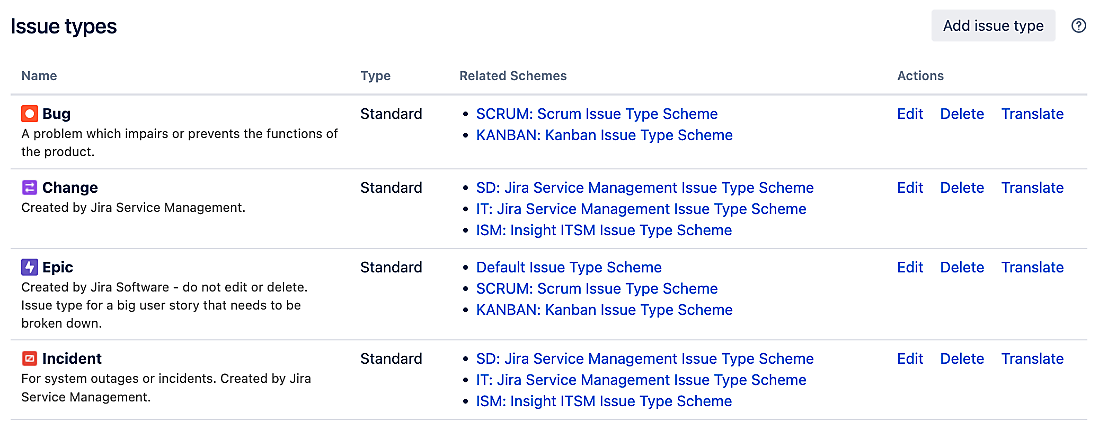 Issue types
Add issue type
Name Type Related Schemes Actions
Bug Standard • SCRUM: Scrum Issue Type Scheme Edit Delete Translate
A problem which impairs or prevents the functions of • KANBAN: Kanban Issue Type Scheme
the product.
Change Standard • SD: Jira Service Management Issue Type Scheme Edit Delete Translate
Created by Jira Service Management. • IT: Jira Service Management Issue Type Scheme
• ISM: Insight ITSM Issue Type Scheme
Epic Standard • Default Issue Type Scheme Edit Delete Translate
Created by Jira Software - do not edit or delete. • SCRUM: Scrum Issue Type Scheme
Issue type for a big user story that needs to be • KANBAN: Kanban Issue Type Scheme
broken down.
Incident Standard • SD: Jira Service Management Issue Type Scheme Edit Delete Translate
For system outages or incidents. Created by Jira • IT: Jira Service Management Issue Type Scheme
Service Management. • ISM: Insight ITSM Issue Type Scheme